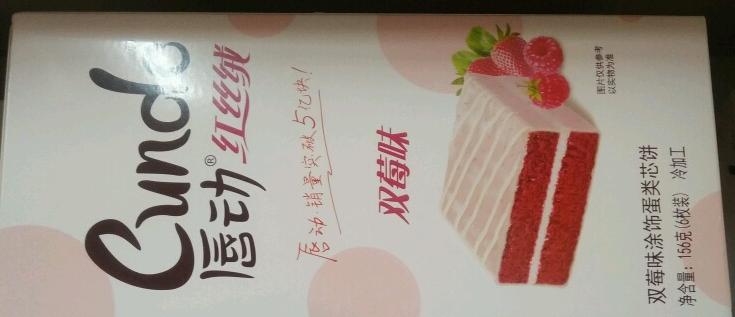 Cundo
唇动®红丝绒
唇动·销量突破5亿块!
双莓味
图片仅供参考
以实物为准
双莓味涂饰蛋类芯饼
净含量：156克(6枚装) 冷加工